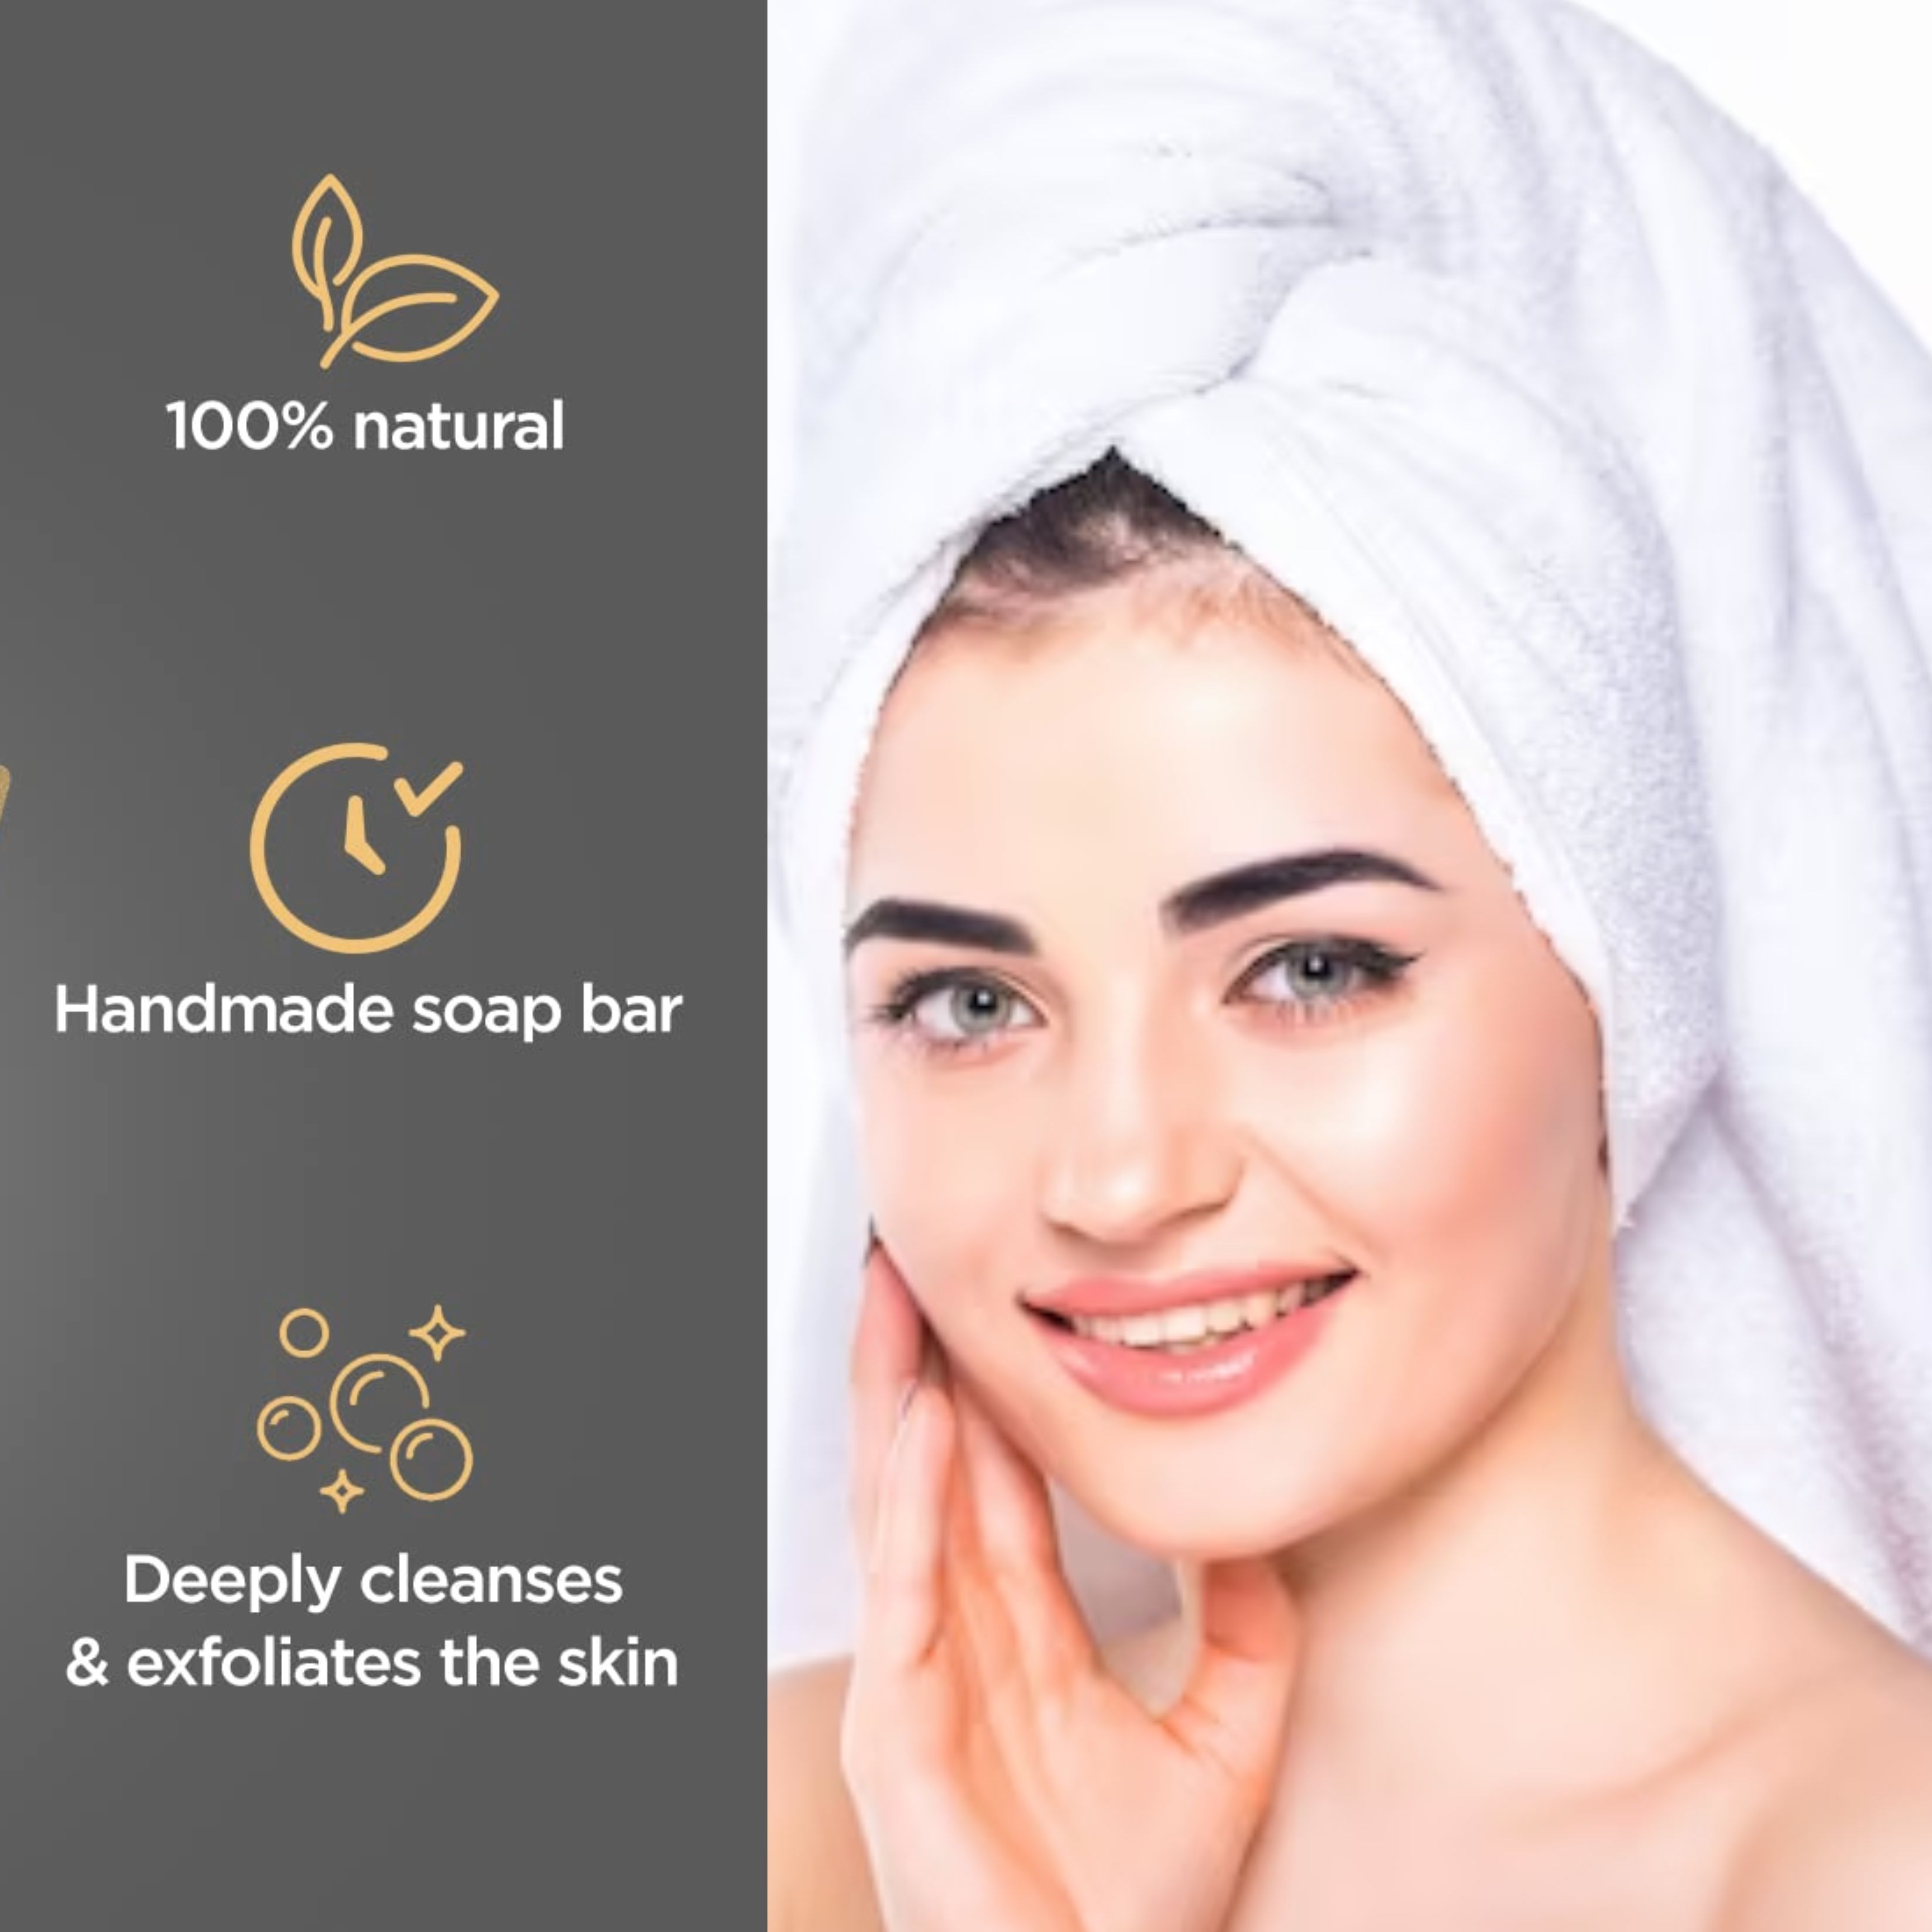 100% natural
Handmade soap bar
Deeply cleanses
& exfoliates the skin